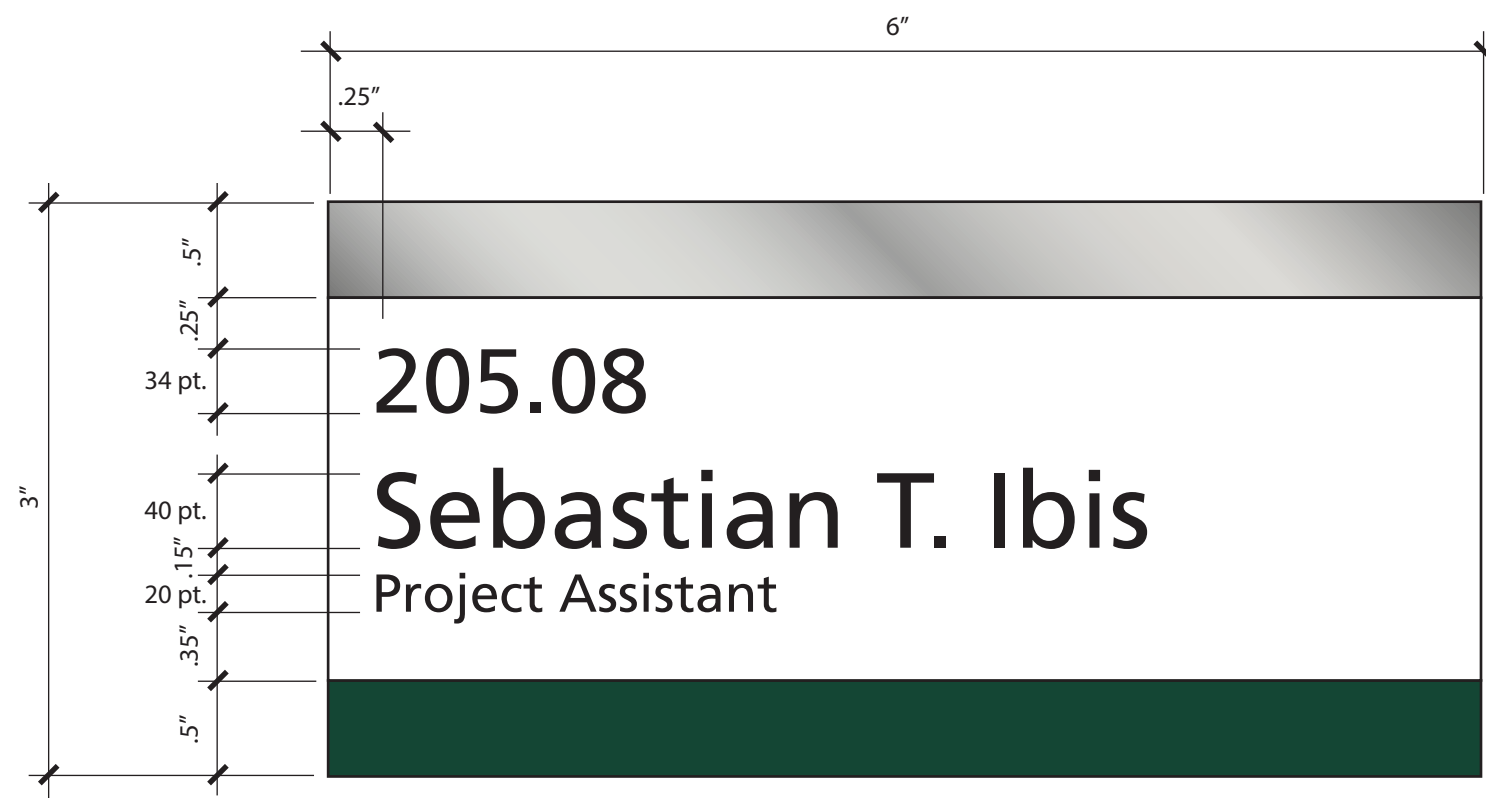 6”
.25”
.5”
.25”
34 pt.
205.08
3”
40 pt.
Sebastian T. Ibis
.15”
20 pt.
Project Assistant
.35”
.5”